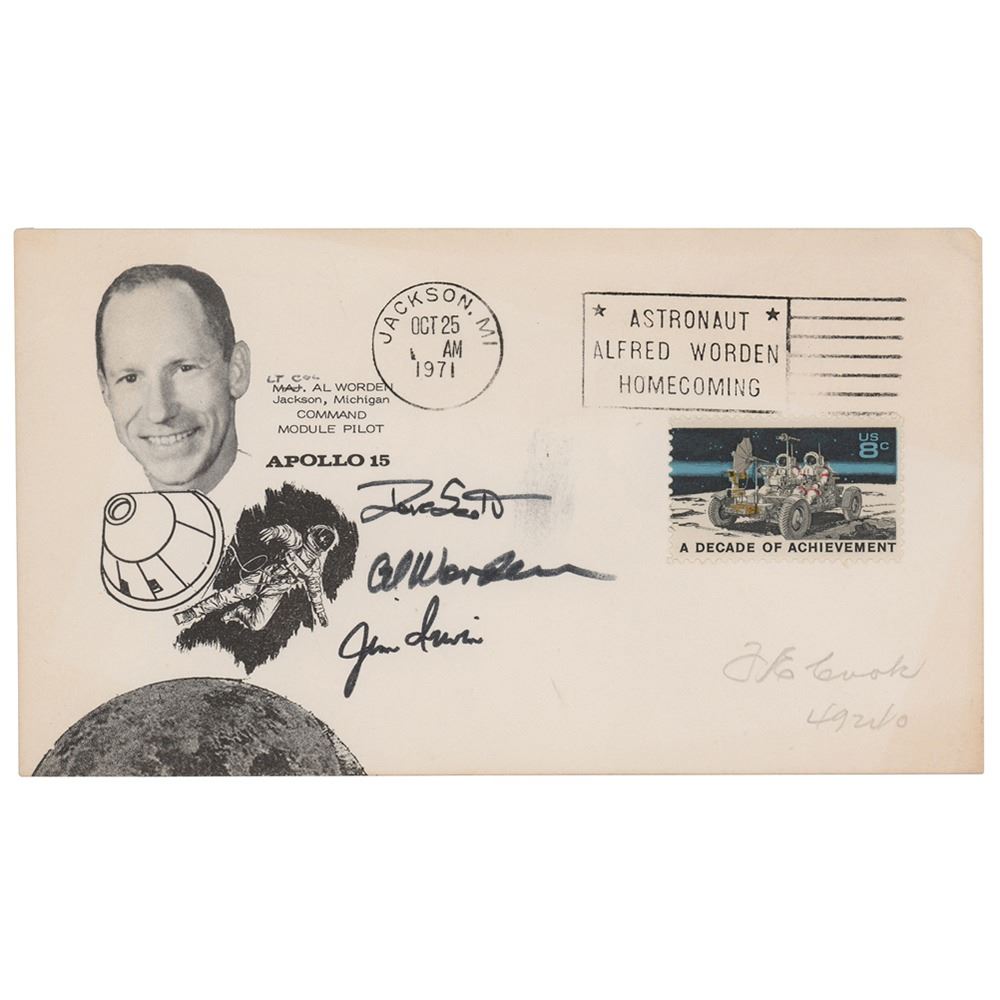 JACKSON, MI
OCT 25
AM
1971
★ ASTRONAUT ★
ALFRED WORDEN
HOMECOMING
LT COL
MAJ. AL WORDEN
Jackson, Michigan
COMMAND
MODULE PILOT
APOLLO 15
US
8c
A DECADE OF ACHIEVEMENT
Dave Scott
Al Worden
Jim Irwin
Cook